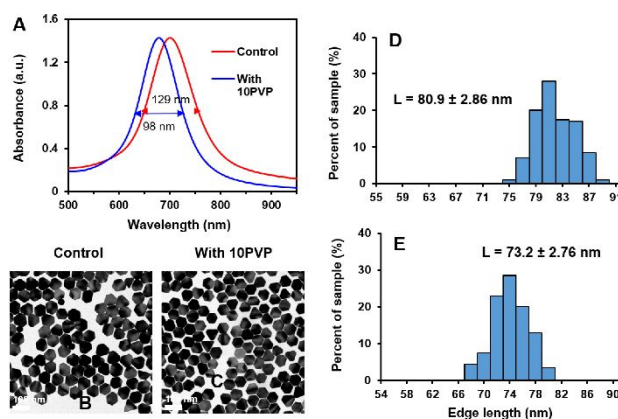 A
Absorbance (a.u.)
1.6
1.2
0.8
0.4
0
Control
With
10PVP
129 nm
98 nm
500 600 700 800 900
Wavelength (nm)
Control
With 10PVP
B
C
D
Percent of sample (%)
40
30
20
10
0
L = 80.9 ± 2.86 nm
55 59 63 67 71 75 79 83 87 91
E
Percent of sample (%)
40
30
20
10
0
L = 73.2 ± 2.76 nm
54 58 62 66 70 74 78 82 86 90
Edge length (nm)